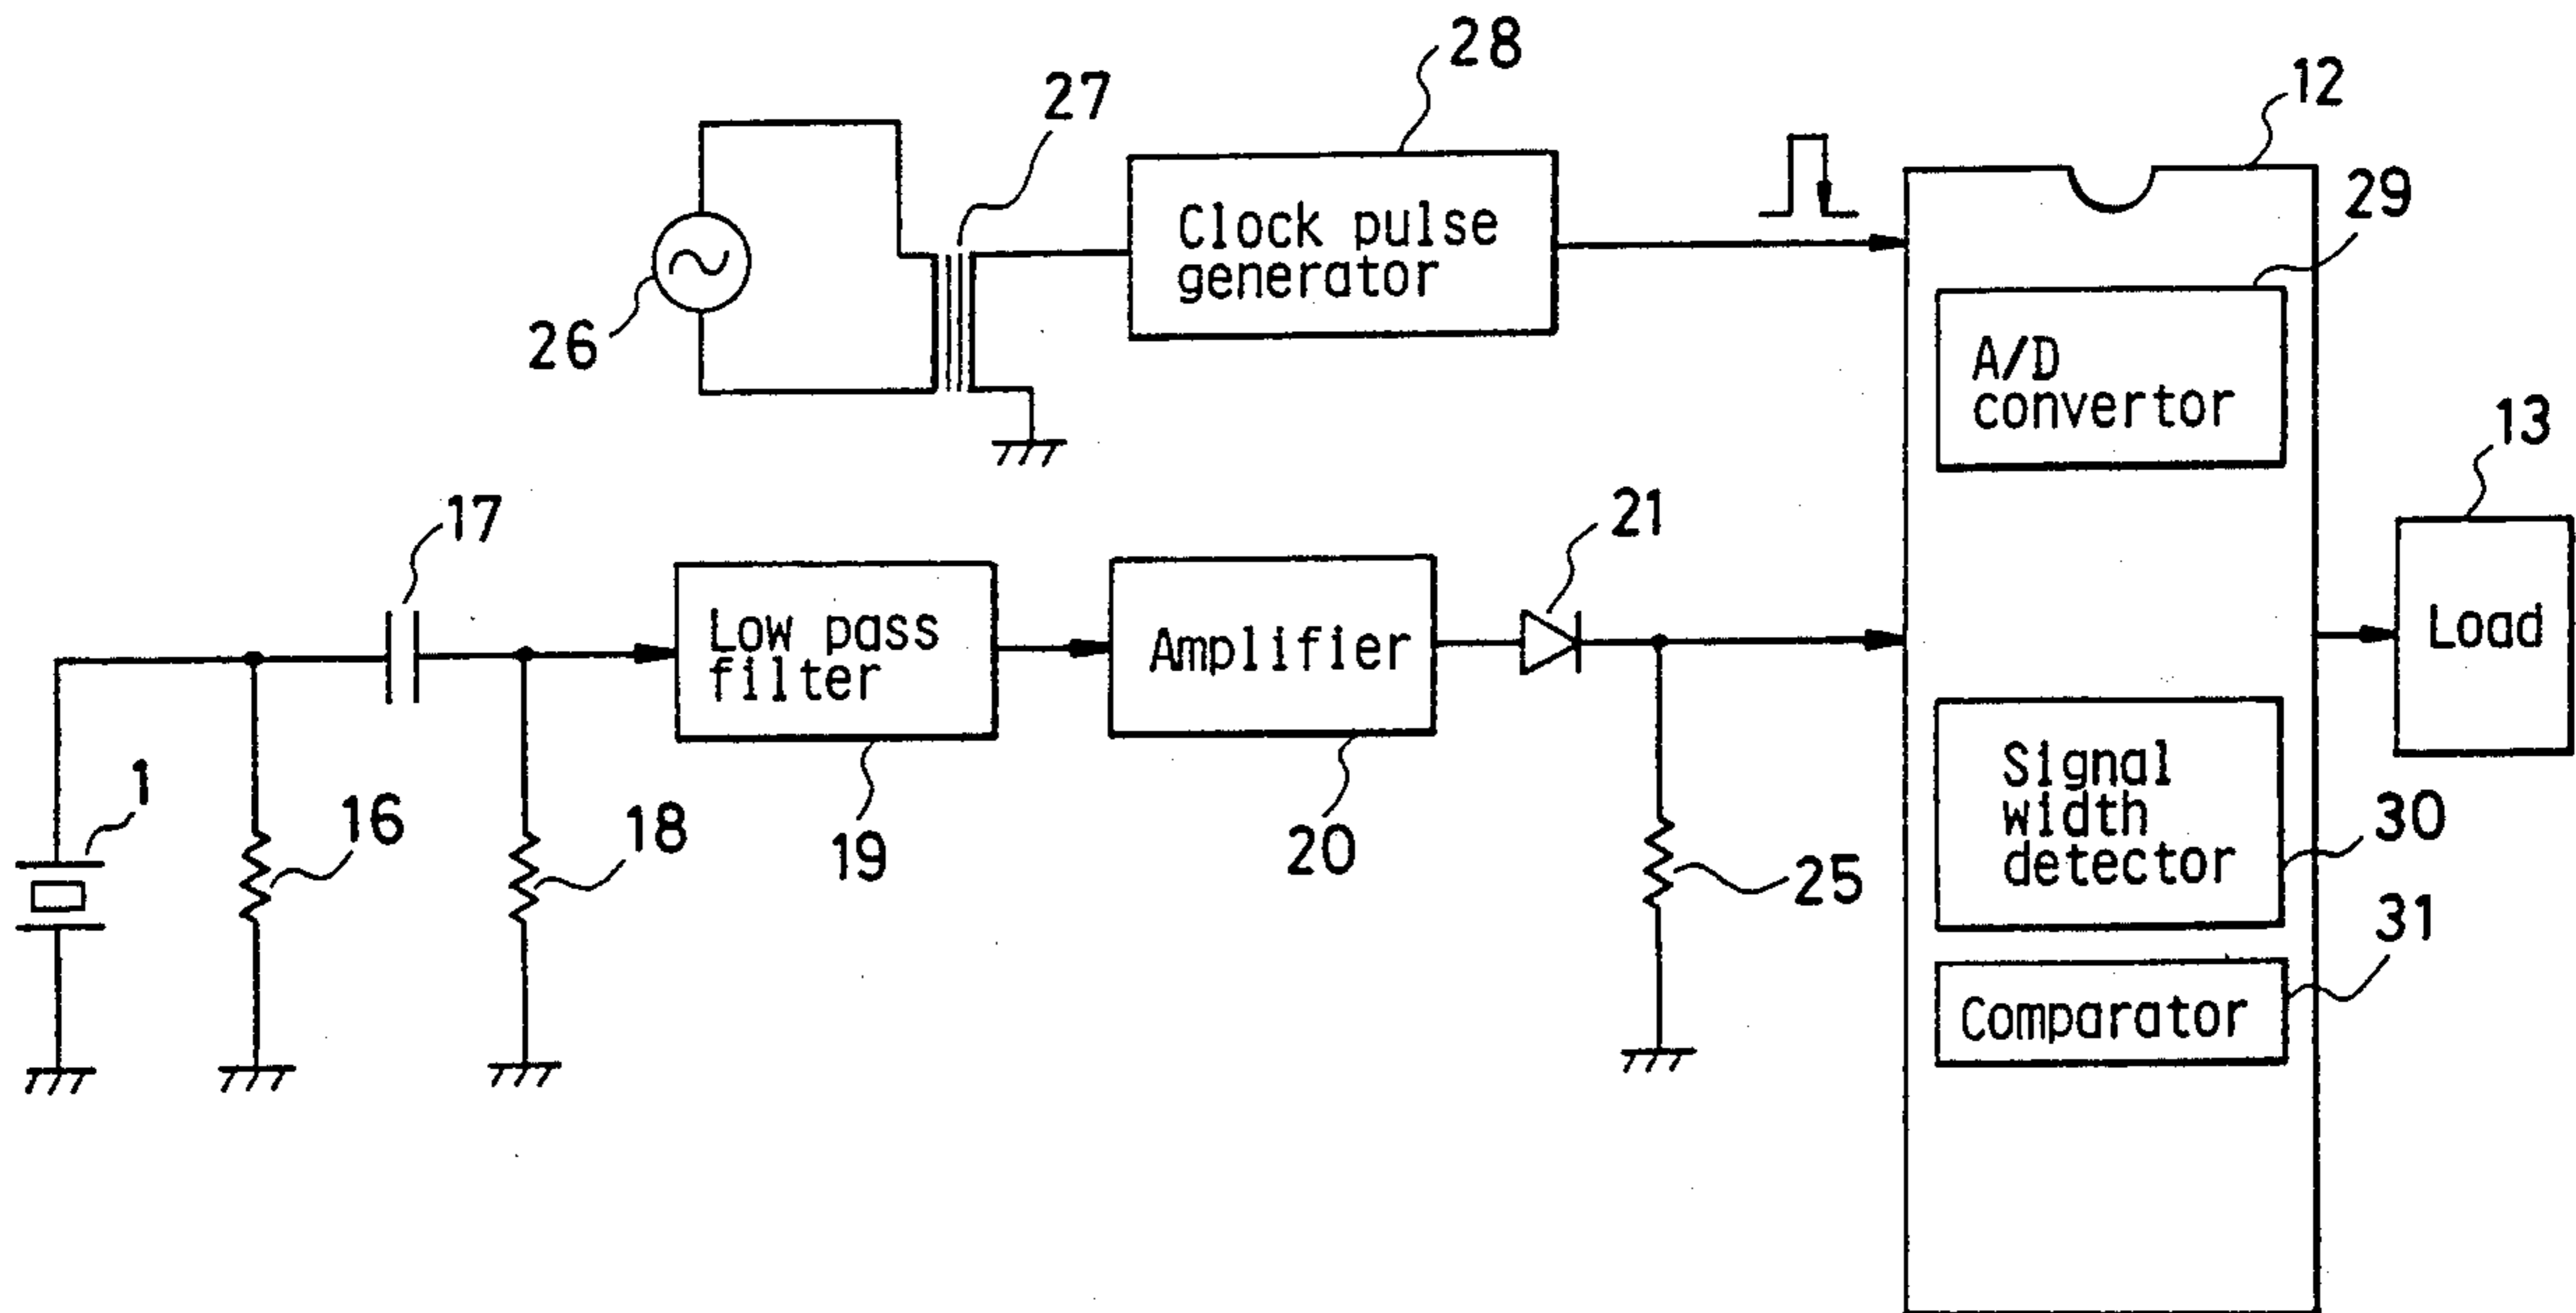 28
12
27
Clock pulse
generator
29
26
A/D
convertor
13
17
21
Low pass
filter
Amplifier
Load
1
16
18
19
20
25
Signal
width
detector
30
31
Comparator